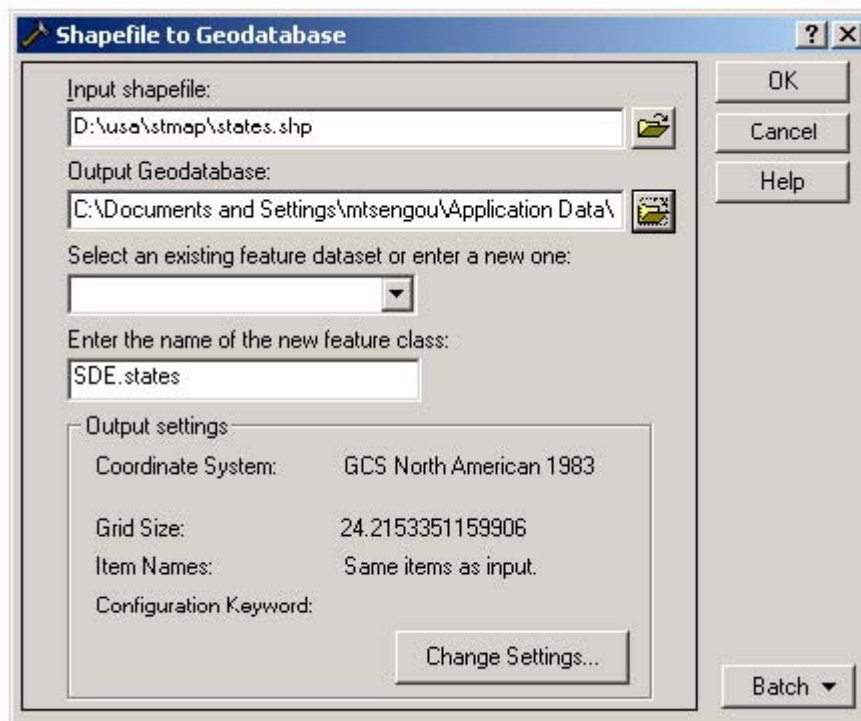 Shapefile to Geodatabase
Input shapefile:
D:\usa\stmap\states.shp
Output Geodatabase:
C:\Documents and Settings\mtsengou\Application Data\
Select an existing feature dataset or enter a new one:
Enter the name of the new feature class:
SDE.states
Output settings
Coordinate System: GCS North American 1983
Grid Size: 24.2153351159906
Item Names: Same items as input.
Configuration Keyword:
Change Settings...
OK
Cancel
Help
Batch